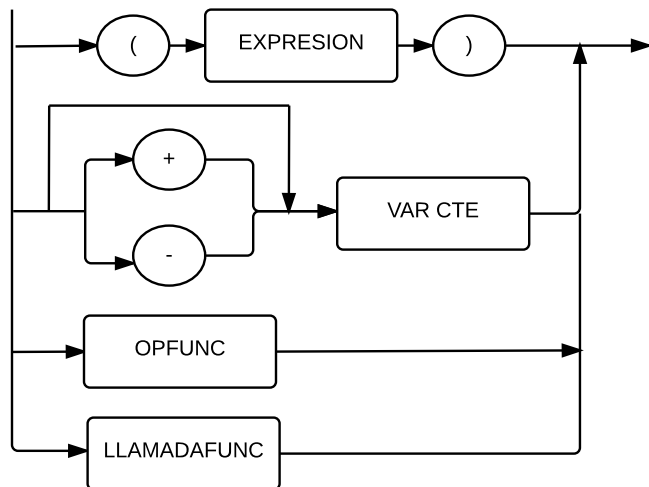 ( EXPRESION )
+
VAR CTE
-
OPFUNC
LLAMADAFUNC